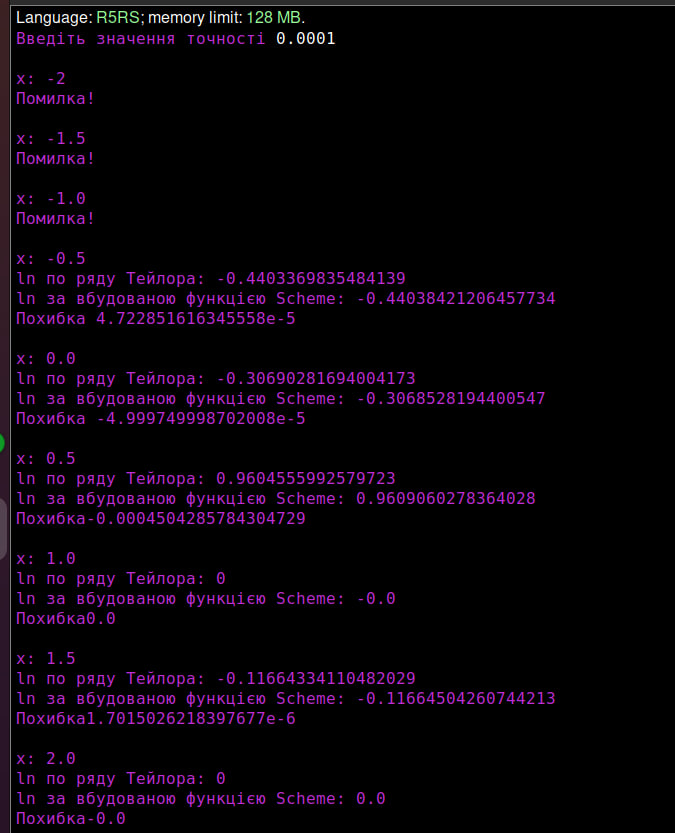 Language: R5RS; memory limit: 128 MB.
Введіть значення точності 0.0001
x: -2
Помилка!
x: -1.5
Помилка!
x: -1.0
Помилка!
x: -0.5
ln по ряду Тейлора: -0.4403369835484139
ln за вбудованою функцією Scheme: -0.44038421206457734
Похибка 4.722851616345558e-5
x: 0.0
ln по ряду Тейлора: -0.30690281694004173
ln за вбудованою функцією Scheme: -0.3068528194400547
Похибка -4.999749998702008e-5
x: 0.5
ln по ряду Тейлора: 0.9604555992579723
ln за вбудованою функцією Scheme: 0.9609060278364028
Похибка-0.0004504285784304729
x: 1.0
ln по ряду Тейлора: 0
ln за вбудованою функцією Scheme: -0.0
Похибка0.0
x: 1.5
ln по ряду Тейлора: -0.11664334110482029
ln за вбудованою функцією Scheme: -0.11664504260744213
Похибка1.7015026218397677e-6
x: 2.0
ln по ряду Тейлора: 0
ln за вбудованою функцією Scheme: 0.0
Похибка-0.0